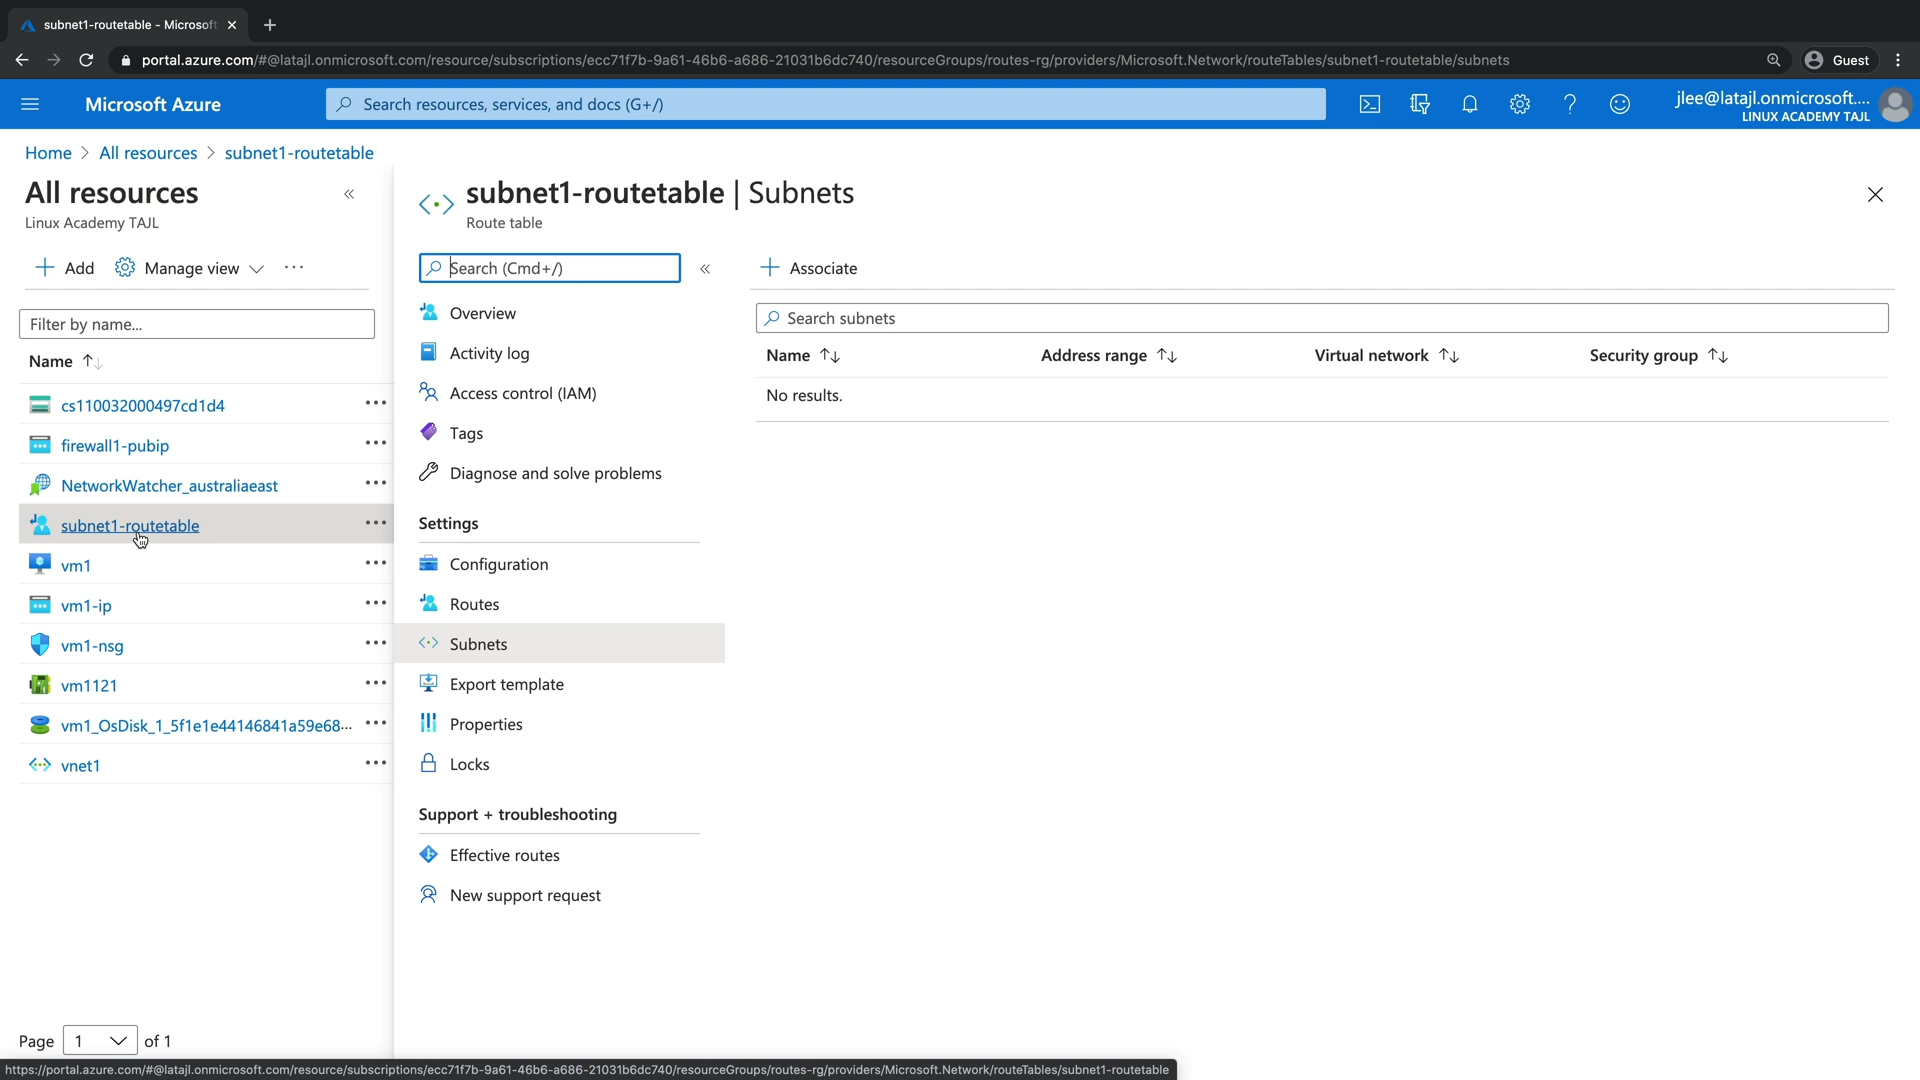 subnet1-routetable - Microsoft
portal.azure.com/#@latajl.onmicrosoft.com/resource/subscriptions/ecc71f7b-9a61-46b6-a686-21031b6dc740/resourceGroups/routes-rg/providers/Microsoft.Network/routeTables/subnet1-routetable/subnets
Guest
Microsoft Azure
Search resources, services, and docs (G+/)
jlee@latajl.onmicrosoft....
LINUX ACADEMY TAJL
Home > All resources > subnet1-routetable
All resources
Linux Academy TAJL
Add
Manage view
Filter by name...
Name
cs110032000497cd1d4
firewall1-pubip
NetworkWatcher_australiaeast
subnet1-routetable
vm1
vm1-ip
vm1-nsg
vm1121
vm1_OsDisk_1_5f1e1e44146841a59e68...
vnet1
Page 1 of 1
subnet1-routetable | Subnets
Route table
Search (Cmd+/)
Overview
Activity log
Access control (IAM)
Tags
Diagnose and solve problems
Settings
Configuration
Routes
Subnets
Export template
Properties
Locks
Support + troubleshooting
Effective routes
New support request
Associate
Search subnets
Name Address range Virtual network Security group
No results.
https://portal.azure.com/#@latajl.onmicrosoft.com/resource/subscriptions/ecc71f7b-9a61-46b6-a686-21031b6dc740/resourceGroups/routes-rg/providers/Microsoft.Network/routeTables/subnet1-routetable